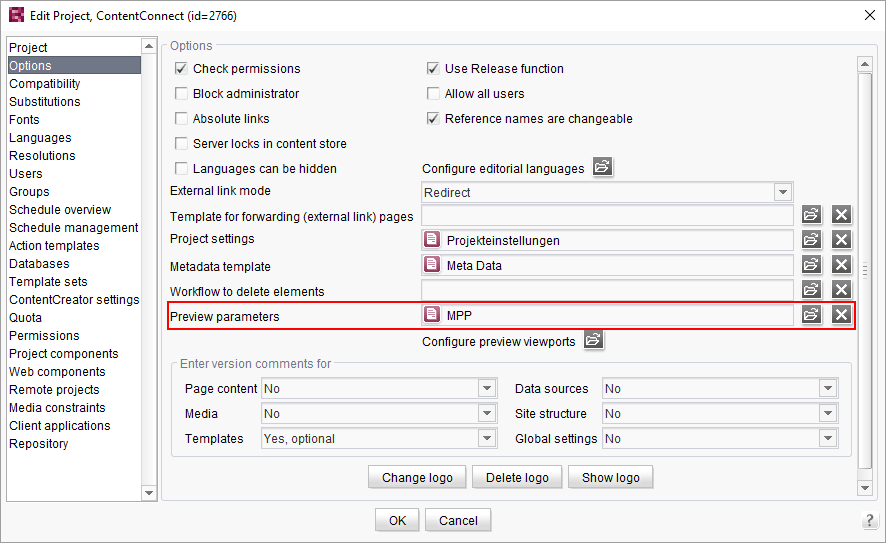 Edit Project, ContentConnect (id=2766)
Project
Options
Compatibility
Substitutions
Fonts
Languages
Resolutions
Users
Groups
Schedule overview
Schedule management
Action templates
Databases
Template sets
ContentCreator settings
Quota
Permissions
Project components
Web components
Remote projects
Media constraints
Client applications
Repository
Options
Check permissions Use Release function
Block administrator Allow all users
Absolute links Reference names are changeable
Server locks in content store
Languages can be hidden Configure editorial languages
External link mode Redirect
Template for forwarding (external link) pages
Project settings Projekteinstellungen
Metadata template Meta Data
Workflow to delete elements
Preview parameters MPP
Configure preview viewports
Enter version comments for
Page content No Data sources No
Media No Site structure No
Templates Yes, optional Global settings No
Change logo Delete logo Show logo
OK Cancel ?